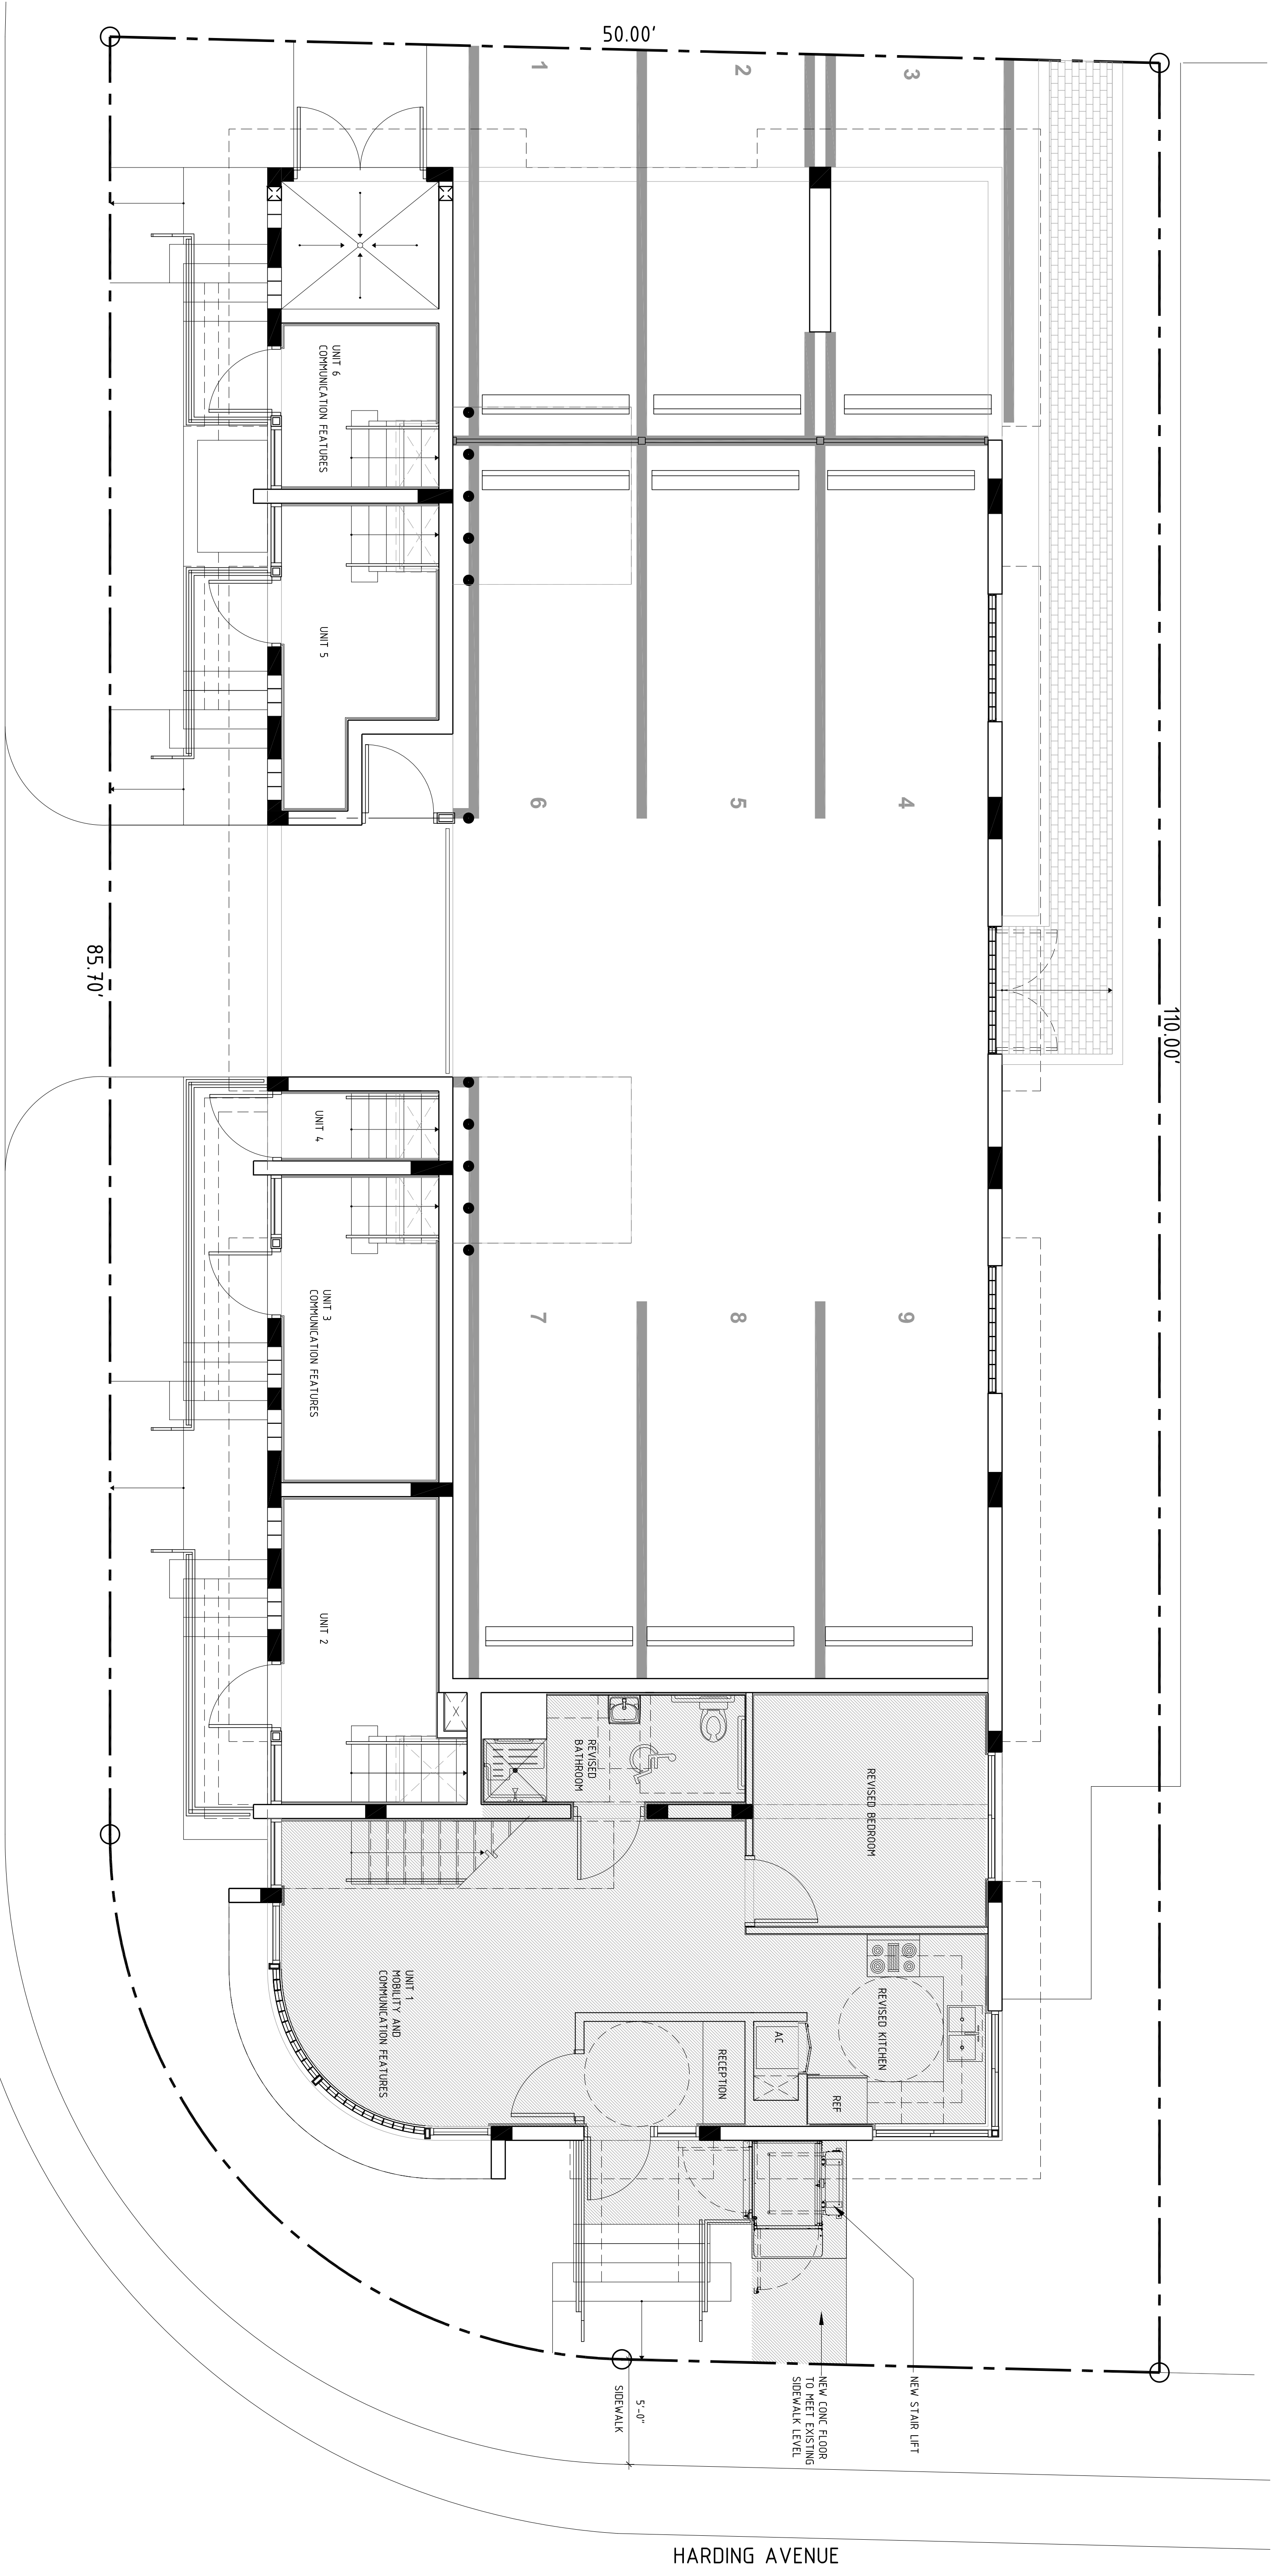 50.00'
1
2
3
UNIT 6
COMMUNICATION FEATURES
UNIT 5
6
5
4
85.70'
110.00'
UNIT 4
UNIT 3
COMMUNICATION FEATURES
7
8
9
UNIT 2
REVISED
BATHROOM
REVISED BEDROOM
UNIT 1
MOBILITY AND
COMMUNICATION FEATURES
RECEPTION
AC
REVISED KITCHEN
REF
NEW STAIR LIFT
NEW CONC FLOOR
TO MEET EXISTING
SIDEWALK LEVEL
5'-0"
SIDEWALK
HARDING AVENUE